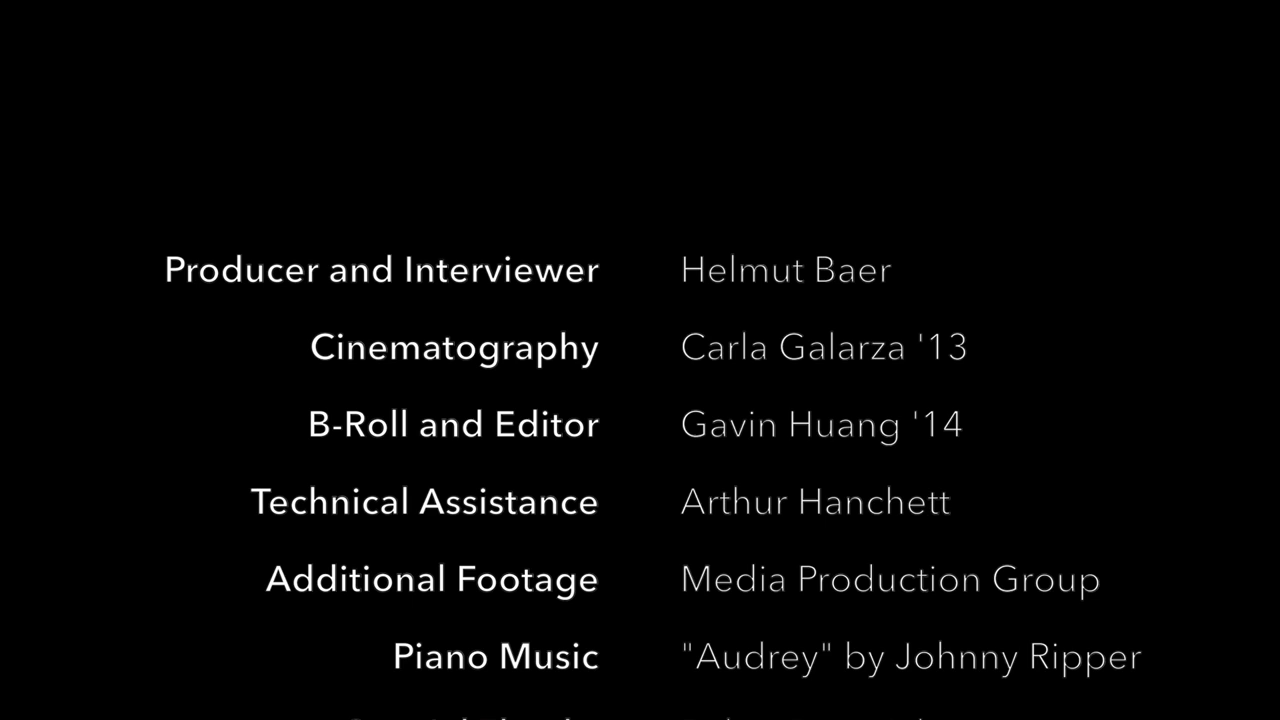 Producer and Interviewer Helmut Baer
Cinematography Carla Galarza '13
B-Roll and Editor Gavin Huang '14
Technical Assistance Arthur Hanchett
Additional Footage Media Production Group
Piano Music "Audrey" by Johnny Ripper